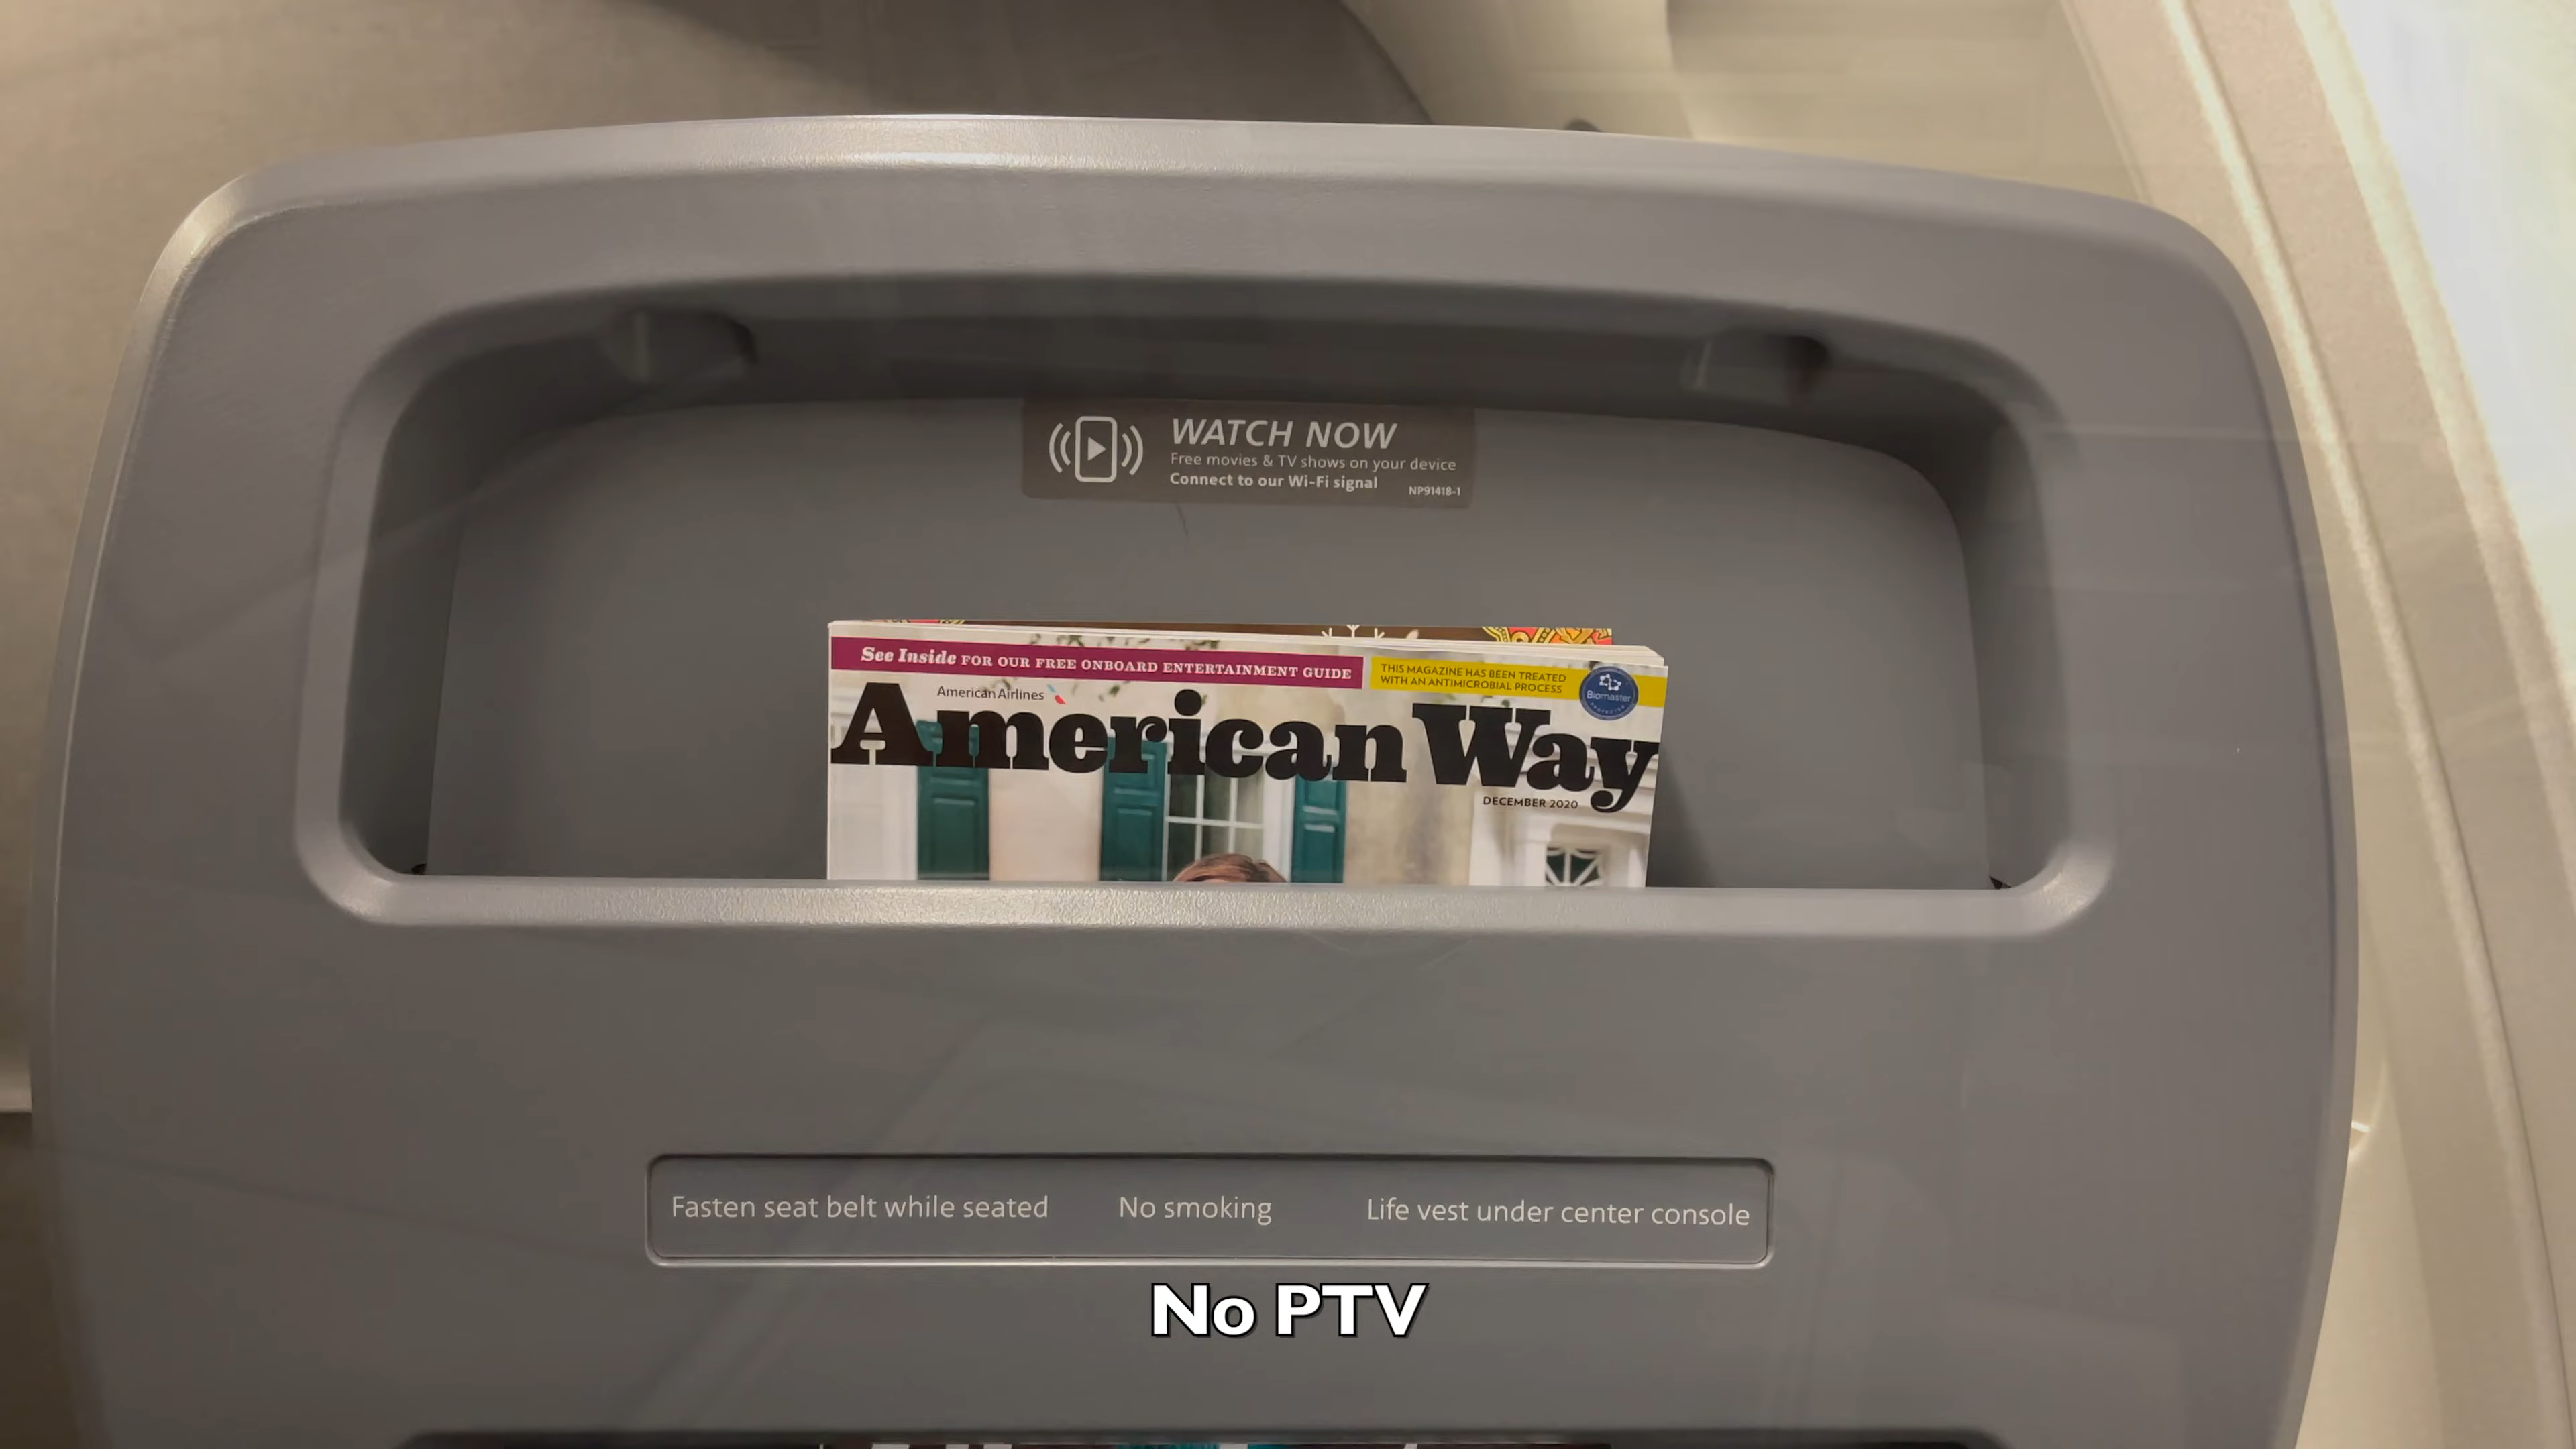 WATCH NOW
Free movies & TV shows on your device
Connect to our Wi-Fi signal
NP91418-1
See Inside FOR OUR FREE ONBOARD ENTERTAINMENT GUIDE
THIS MAGAZINE HAS BEEN TREATED
WITH AN ANTIMICROBIAL PROCESS
Biomaster
American Airlines
American Way
DECEMBER 2020
Fasten seat belt while seated
No smoking
Life vest under center console
No PTV